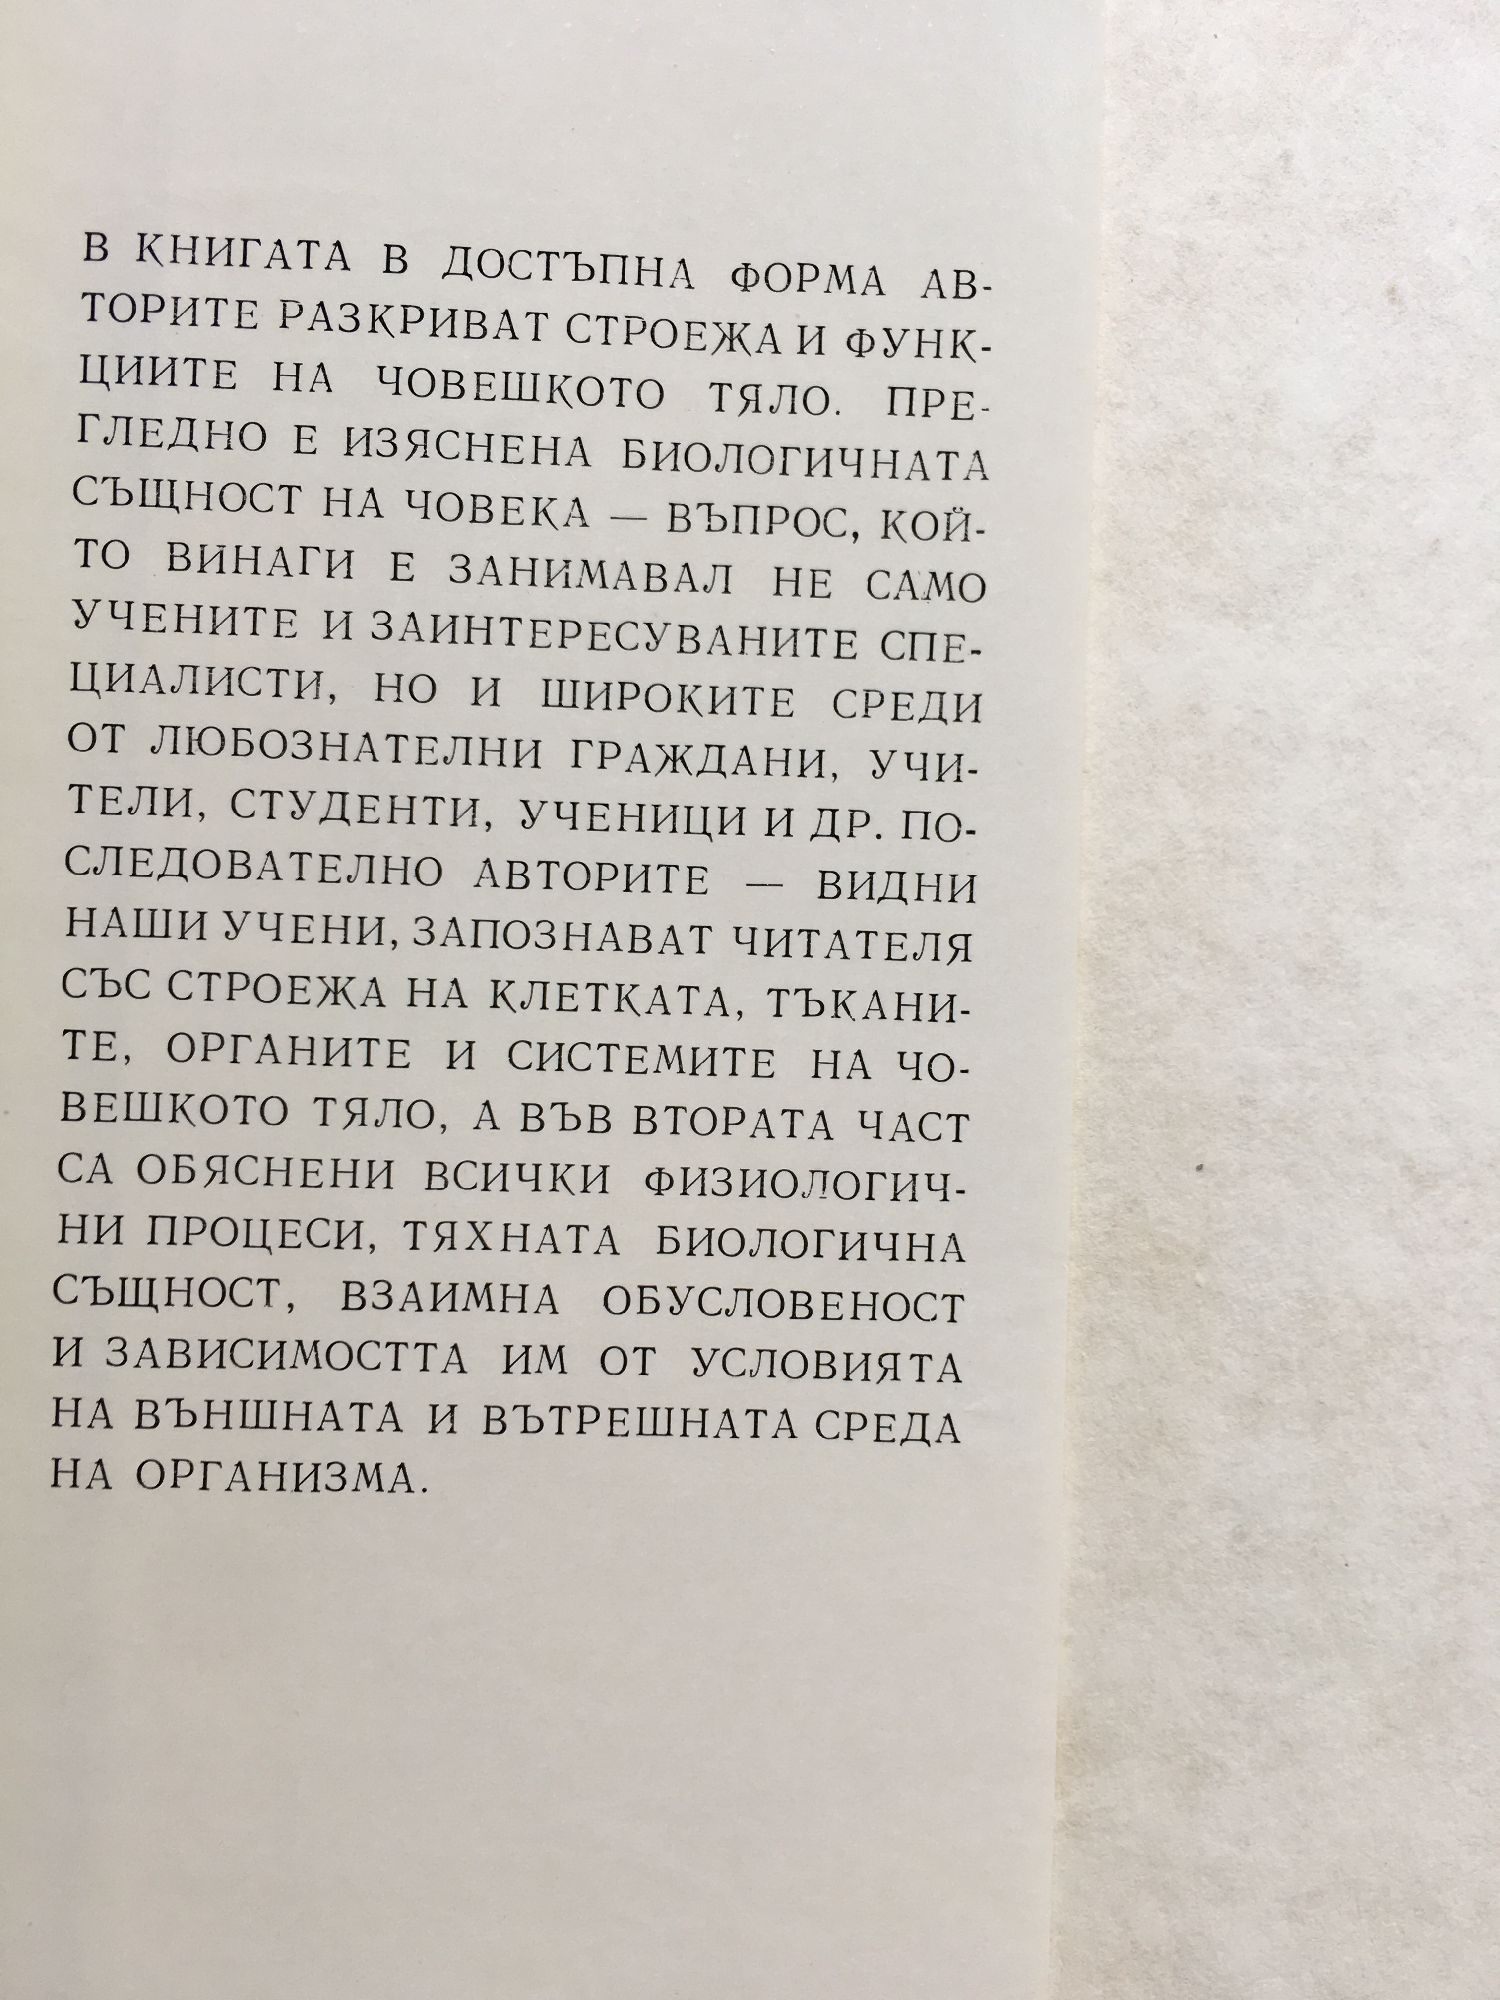 В КНИГАТА В ДОСТЪПНА ФОРМА АВ-
ТОРИТЕ РАЗКРИВАТ СТРОЕЖА И ФУНК-
ЦИИТЕ НА ЧОВЕШКОТО ТЯЛО. ПРЕ-
ГЛЕДНО Е ИЗЯСНЕНА БИОЛОГИЧНАТА
СЪЩНОСТ НА ЧОВЕКА — ВЪПРОС, КОЙ-
ТО ВИНАГИ Е ЗАНИМАВАЛ НЕ САМО
УЧЕНИТЕ И ЗАИНТЕРЕСУВАНИТЕ СПЕ-
ЦИАЛИСТИ, НО И ШИРОКИТЕ СРЕДИ
ОТ ЛЮБОЗНАТЕЛНИ ГРАЖДАНИ, УЧИ-
ТЕЛИ, СТУДЕНТИ, УЧЕНИЦИ И ДР. ПО-
СЛЕДОВАТЕЛНО АВТОРИТЕ — ВИДНИ
НАШИ УЧЕНИ, ЗАПОЗНАВАТ ЧИТАТЕЛЯ
СЪС СТРОЕЖА НА КЛЕТКАТА, ТЪКАНИ-
ТЕ, ОРГАНИТЕ И СИСТЕМИТЕ НА ЧО-
ВЕШКОТО ТЯЛО, А ВЪВ ВТОРАТА ЧАСТ
СА ОБЯСНЕНИ ВСИЧКИ ФИЗИОЛОГИЧ-
НИ ПРОЦЕСИ, ТЯХНАТА БИОЛОГИЧНА
СЪЩНОСТ, ВЗАИМНА ОБУСЛОВЕНОСТ
И ЗАВИСИМОСТТА ИМ ОТ УСЛОВИЯТА
НА ВЪНШНАТА И ВЪТРЕШНАТА СРЕДА
НА ОРГАНИЗМА.